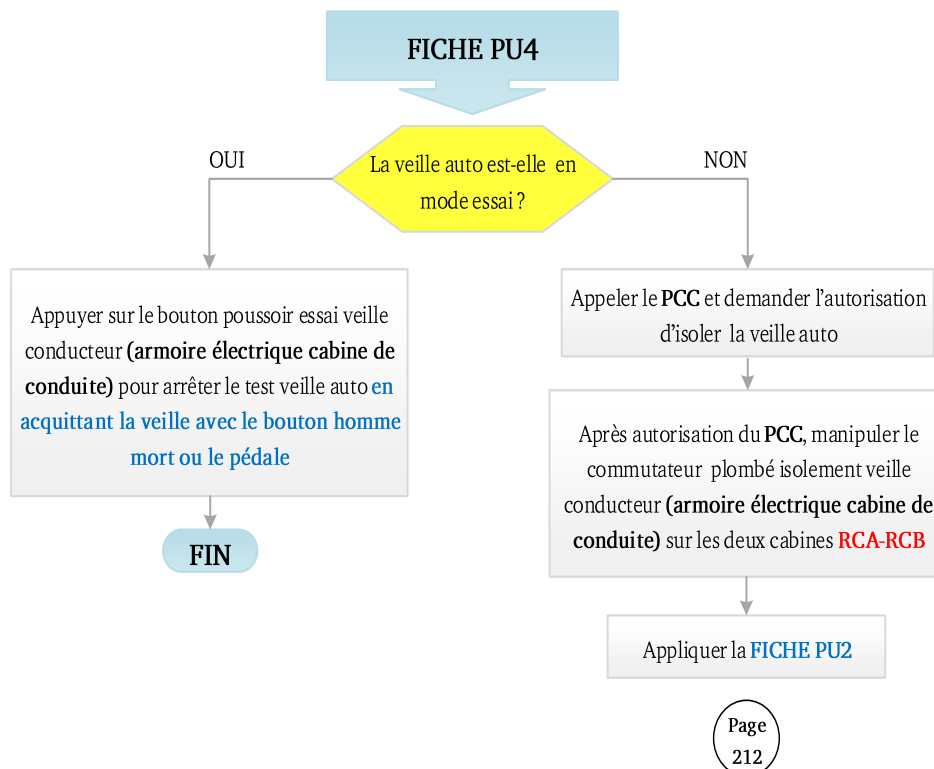 FICHE PU4
La veille auto est-elle en
mode essai ?
OUI
NON
Appuyer sur le bouton poussoir essai veille
conducteur (armoire électrique cabine de
conduite) pour arrêter le test veille auto en
acquittant la veille avec le bouton homme
mort ou le pédale
FIN
Appeler le PCC et demander l'autorisation
d'isoler la veille auto
Après autorisation du PCC, manipuler le
commutateur plombé isolement veille
conducteur (armoire électrique cabine de
conduite) sur les deux cabines RCA-RCB
Appliquer la FICHE PU2
Page
212